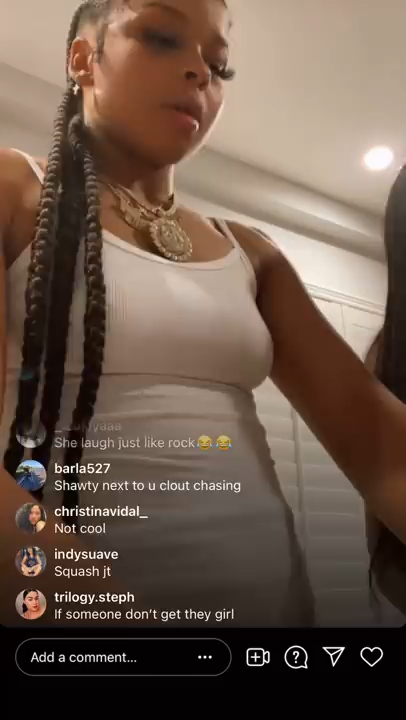 She laugh just like rock😂😂
barla527
Shawty next to u clout chasing
christinavidal_
Not cool
indysuave
Squash jt
trilogy.steph
If someone don’t get they girl
Add a comment...